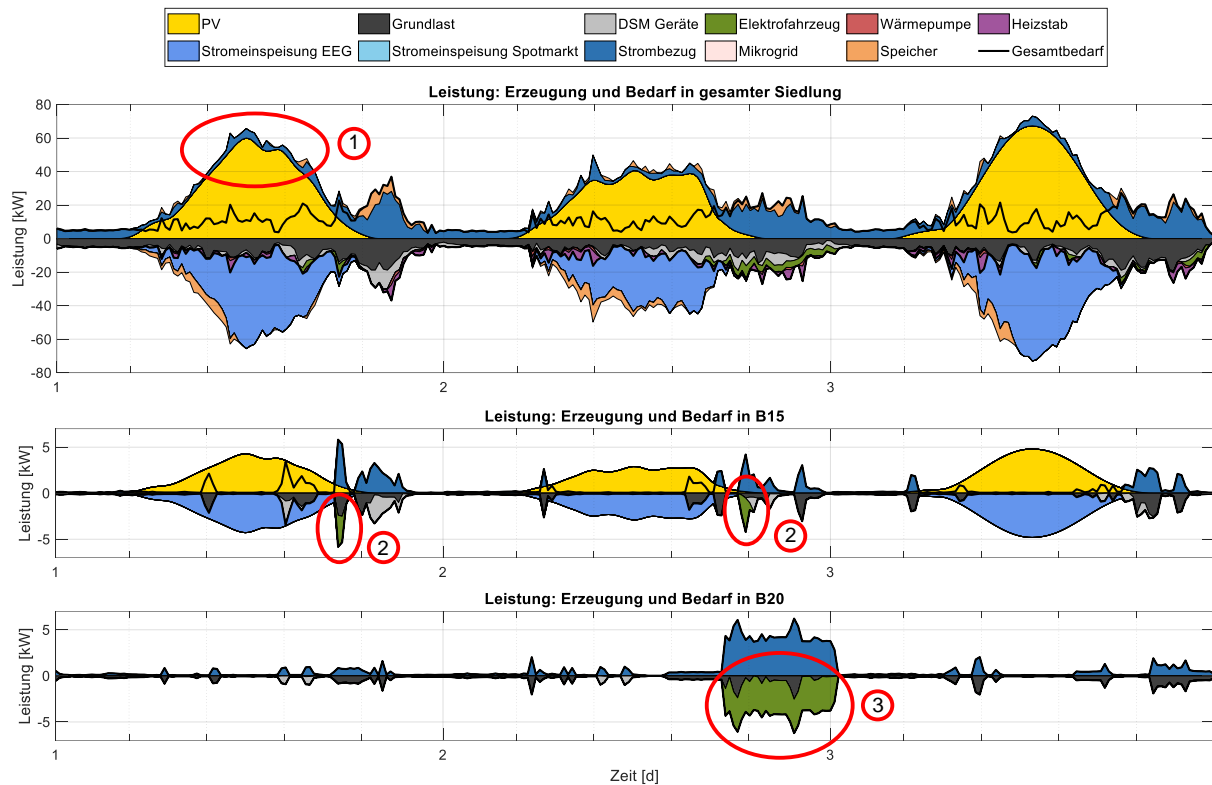 PV Grundlast DSM Geräte Elektrofahrzeug Wärmepumpe Heizstab
Stromeinspeisung EEG Stromeinspeisung Spotmarkt Strombezug Mikrogrid Speicher Gesamtbedarf
Leistung: Erzeugung und Bedarf in gesamter Siedlung
Leistung [kW]
80
60
40
20
0
-20
-40
-60
-80
1
1 2 3
Leistung: Erzeugung und Bedarf in B15
Leistung [kW]
5
0
-5
2 2
1 2 3
Leistung: Erzeugung und Bedarf in B20
Leistung [kW]
5
0
-5
3
1 2 3
Zeit [d]